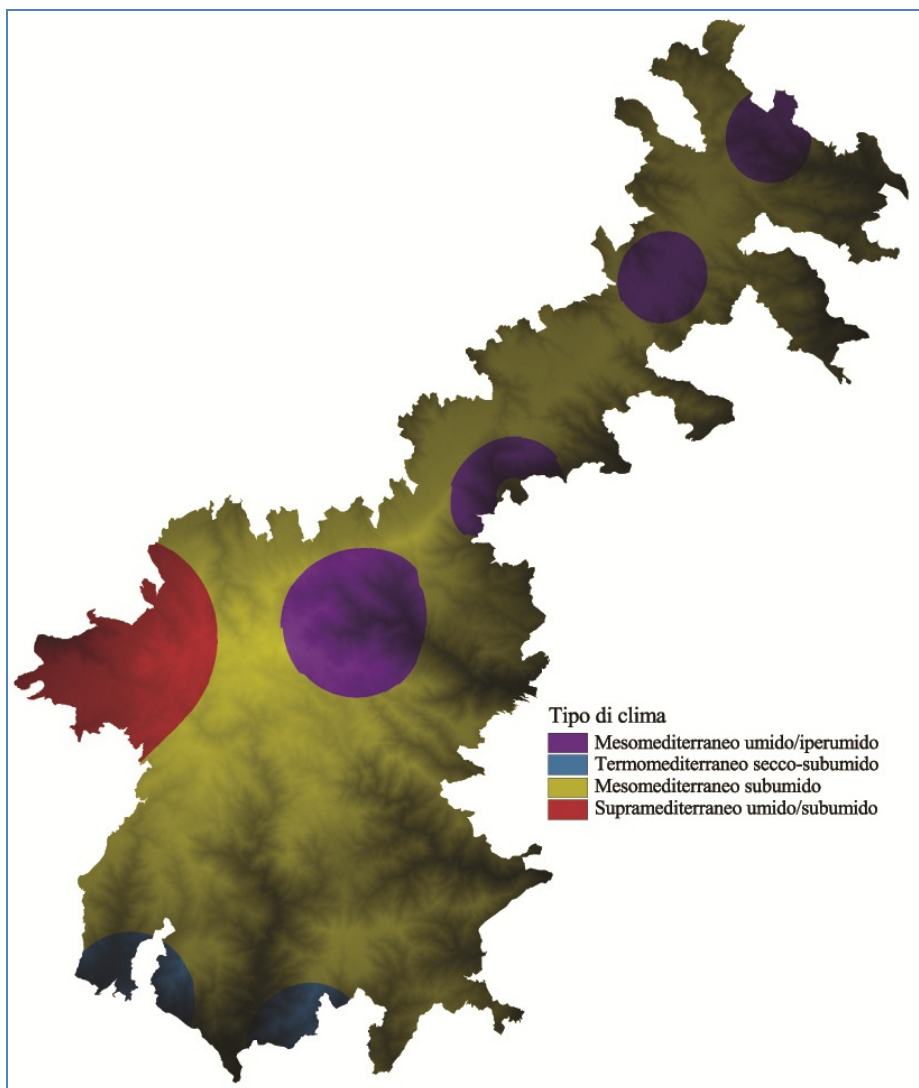 Tipo di clima
Mesomediterraneo umido/iperumido
Termomediterraneo secco-subumido
Mesomediterraneo subumido
Supramediterraneo umido/subumido